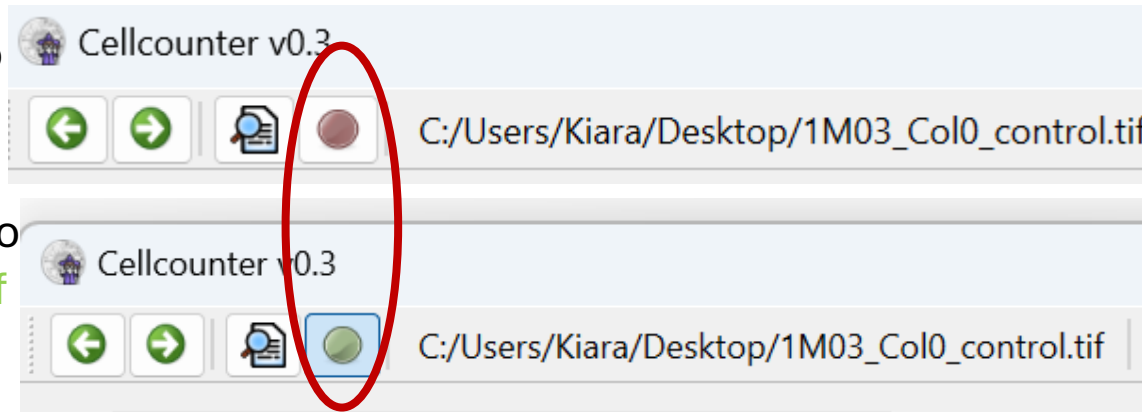 Cellcounter v0.3
C:/Users/Kiara/Desktop/1M03_Col0_control.tif
o
Cellcounter v0.3
f
C:/Users/Kiara/Desktop/1M03_Col0_control.tif